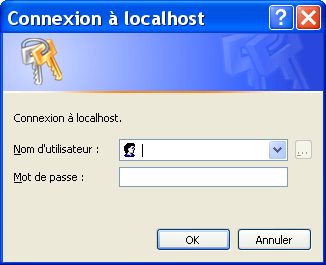 Connexion à localhost
Connexion à localhost.
Nom d'utilisateur :
...
Mot de passe :
OK
Annuler